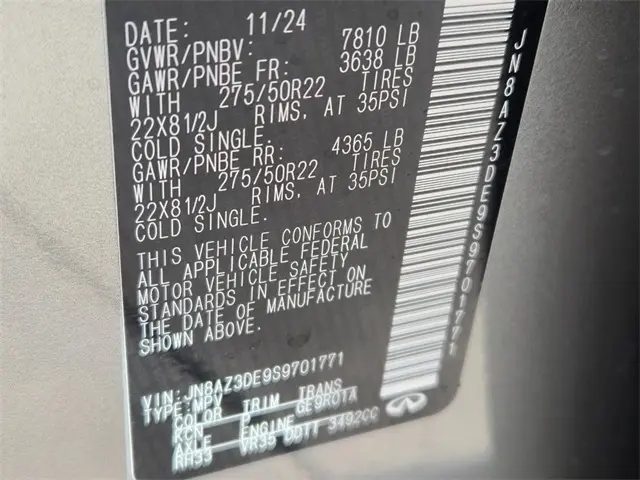 DATE: 11/24
GVWR/PNBV: 7810 LB
GAWR/PNBE FR: 3638 LB
WITH 275/50R22 TIRES
22X81/2J RIMS, AT 35PSI
COLD SINGLE.
GAWR/PNBE RR: 4365 LB
WITH 275/50R22 TIRES
22X81/2J RIMS, AT 35PSI
COLD SINGLE.
THIS VEHICLE CONFORMS TO
ALL APPLICABLE FEDERAL
MOTOR VEHICLE SAFETY
STANDARDS IN EFFECT ON
THE DATE OF MANUFACTURE
SHOWN ABOVE.
VIN: JN8AZ3DE9S9701771
TYPE: MPV
COLOR TRIM TRANS
KCN P GE9R01A
AXLE ENGINE
RH33 VR35 DDTT 3492CC
JN8AZ3DE9S9701771